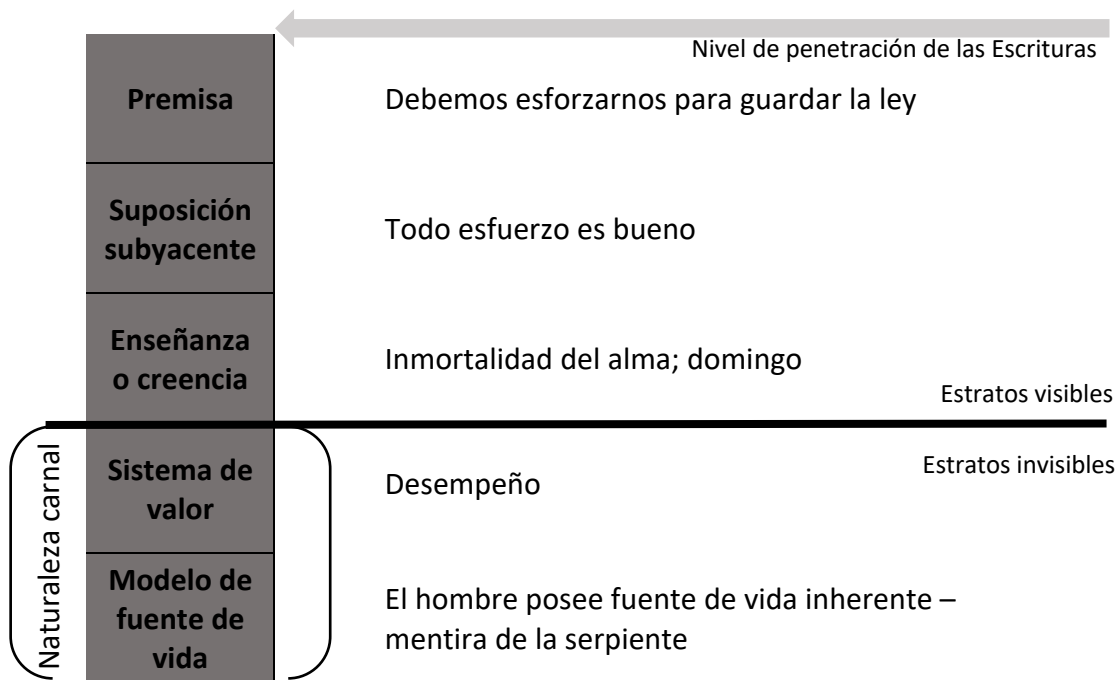 Nivel de penetración de las Escrituras
Premisa
Debemos esforzarnos para guardar la ley
Suposición
subyacente
Todo esfuerzo es bueno
Enseñanza
o creencia
Inmortalidad del alma; domingo
Estratos visibles
Naturaleza carnal
Estratos invisibles
Sistema de
valor
Desempeño
Modelo de
fuente de
vida
El hombre posee fuente de vida inherente –
mentira de la serpiente